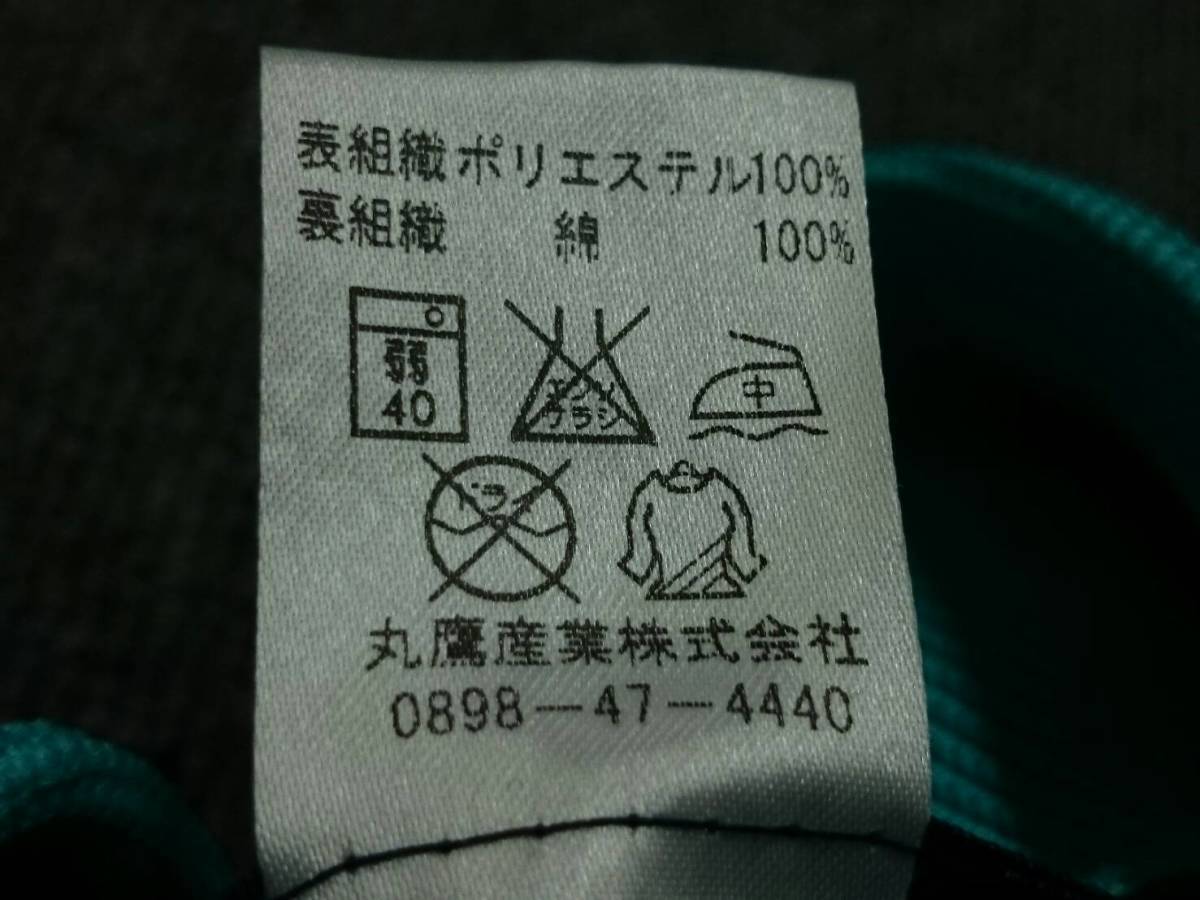 表組織ポリエステル100%
裏組織 綿 100%
弱
40
エンソ
サラシ
中
ドライ
丸鷹産業株式会社
0898-47-4440